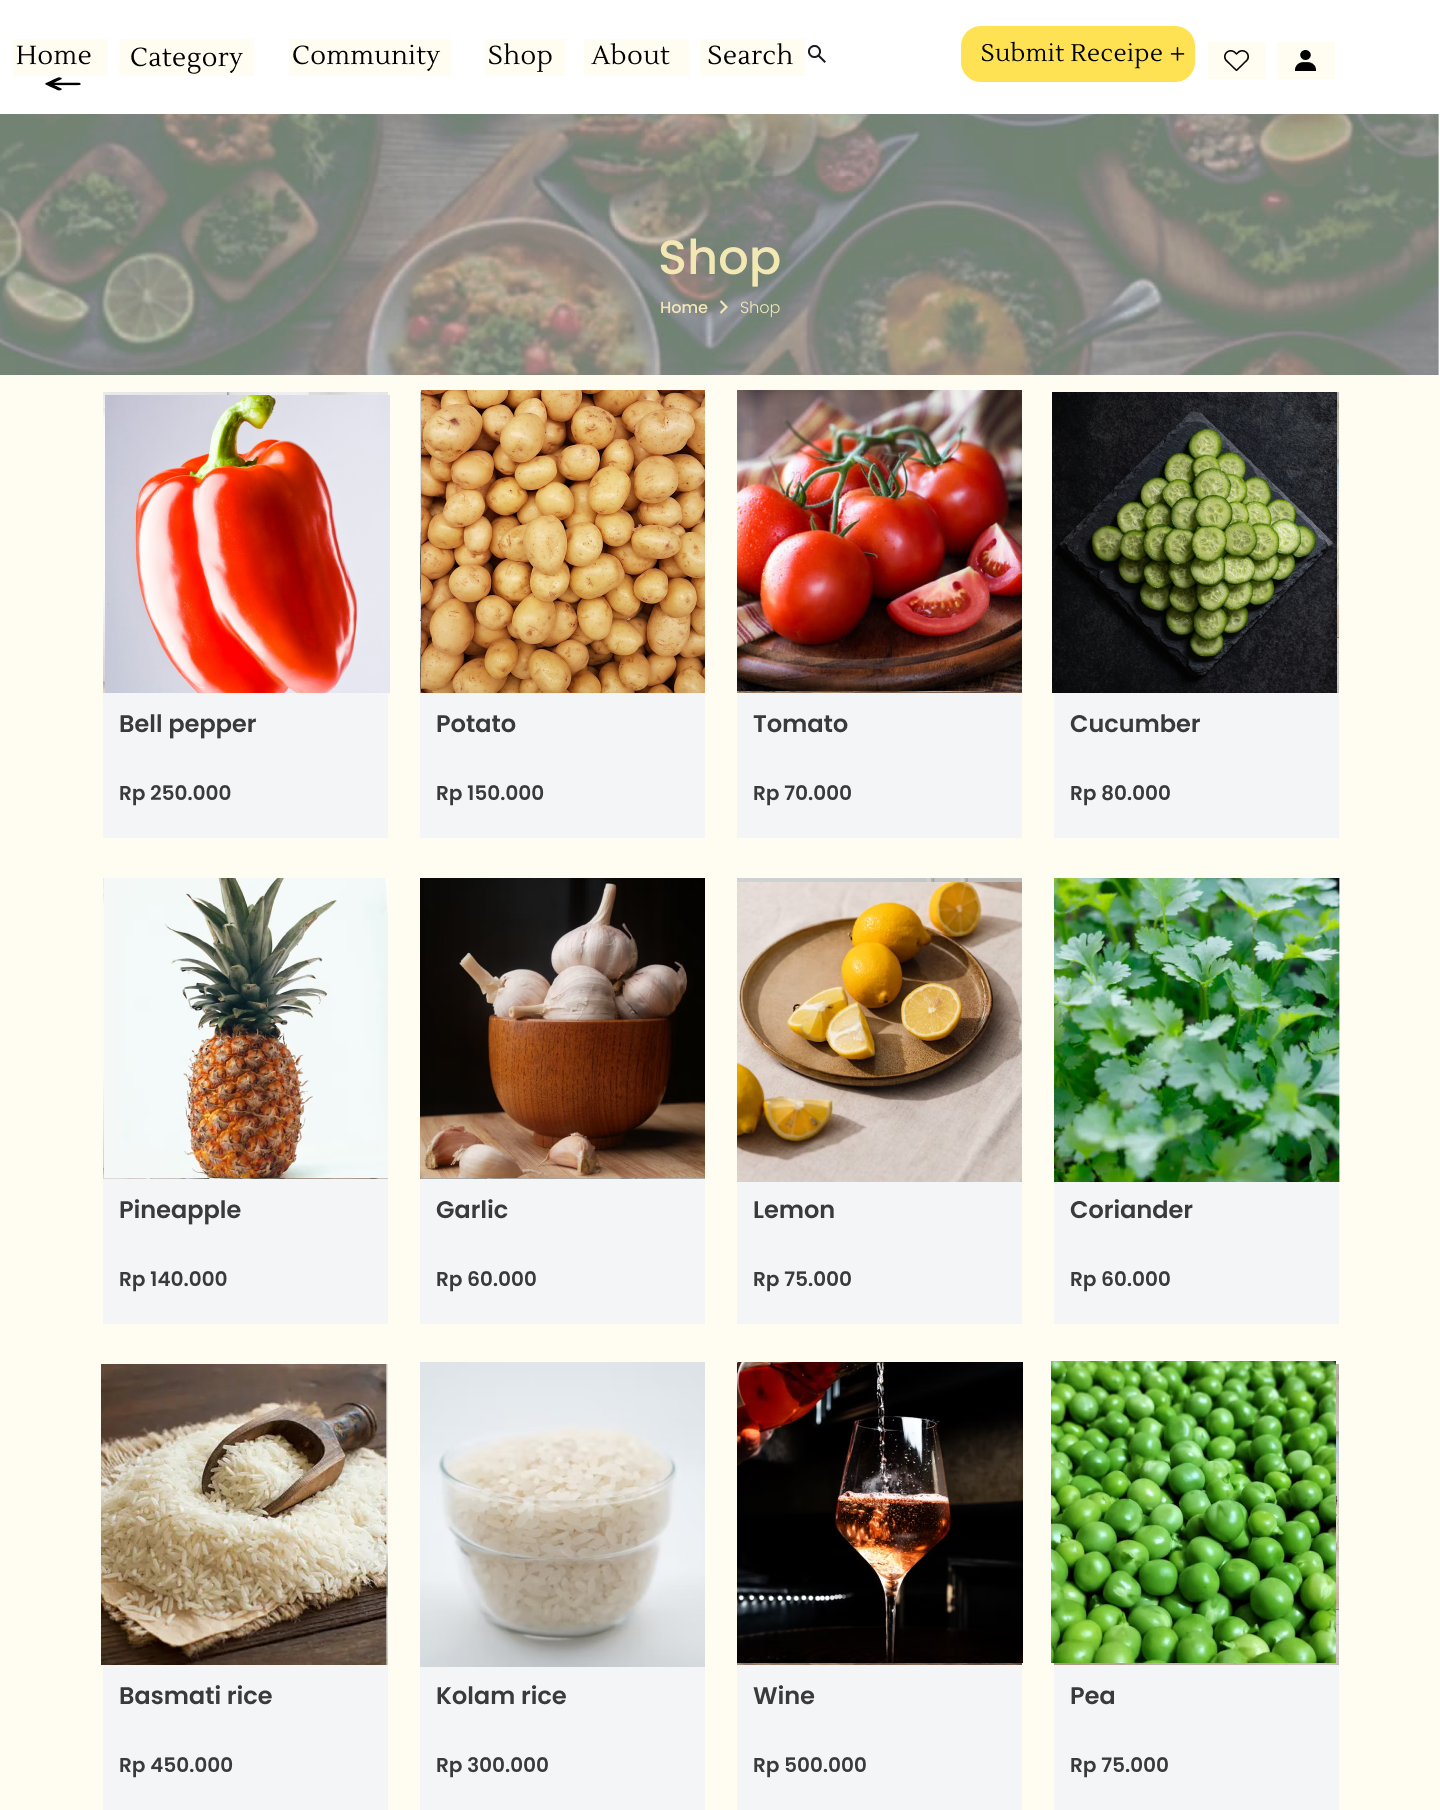 Home Category Community Shop About Search Submit Receipe +
Shop
Home > Shop
Bell pepper Potato Tomato Cucumber
Rp 250.000 Rp 150.000 Rp 70.000 Rp 80.000
Pineapple Garlic Lemon Coriander
Rp 140.000 Rp 60.000 Rp 75.000 Rp 60.000
Basmati rice Kolam rice Wine Pea
Rp 450.000 Rp 300.000 Rp 500.000 Rp 75.000